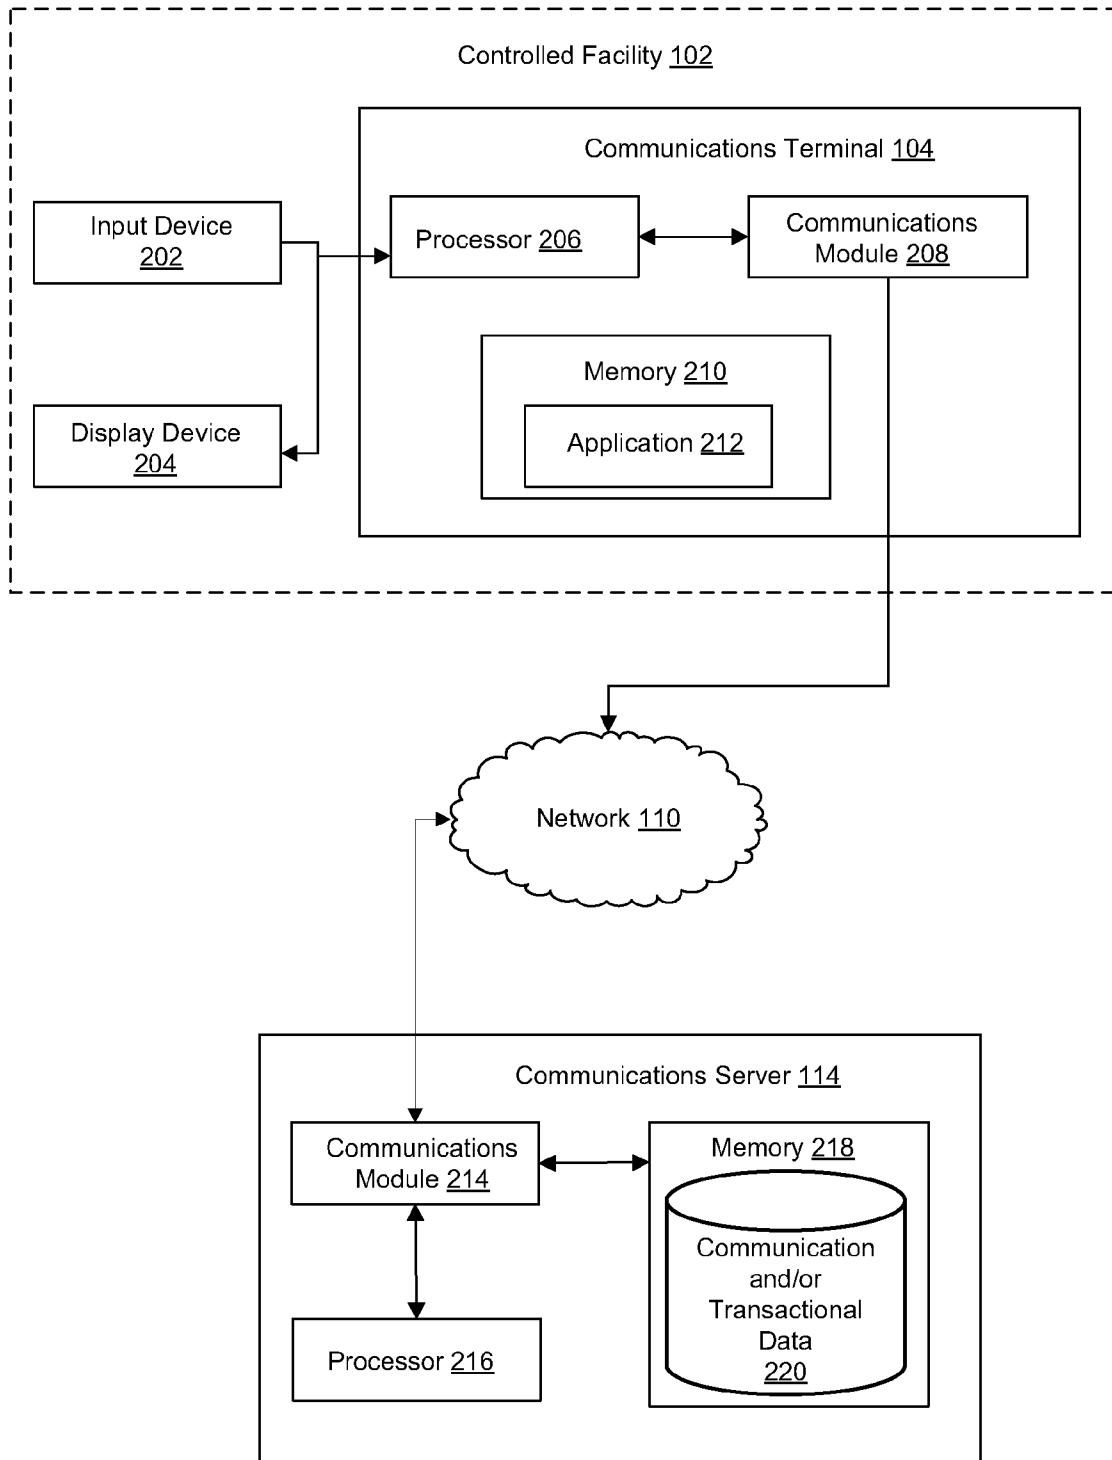 Controlled Facility 102
Communications Terminal 104
Input Device
202
Processor 206
Communications
Module 208
Memory 210
Display Device
204
Application 212
Network 110
Communications Server 114
Communications
Module 214
Memory 218
Communication
and/or
Transactional
Data
220
Processor 216